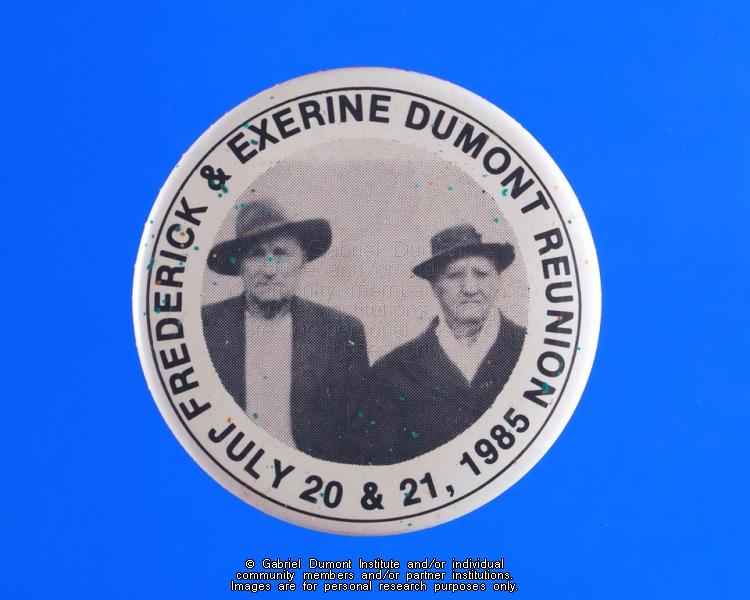 FREDERICK & EXERINE DUMONT REUNION
JULY 20 & 21, 1985
© Gabriel Dumont Institute and/or individual
community members and/or partner institutions.
Images are for personal research purposes only.